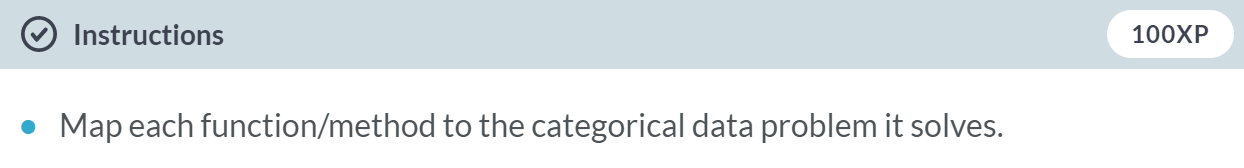 Instructions 100XP
Map each function/method to the categorical data problem it solves.